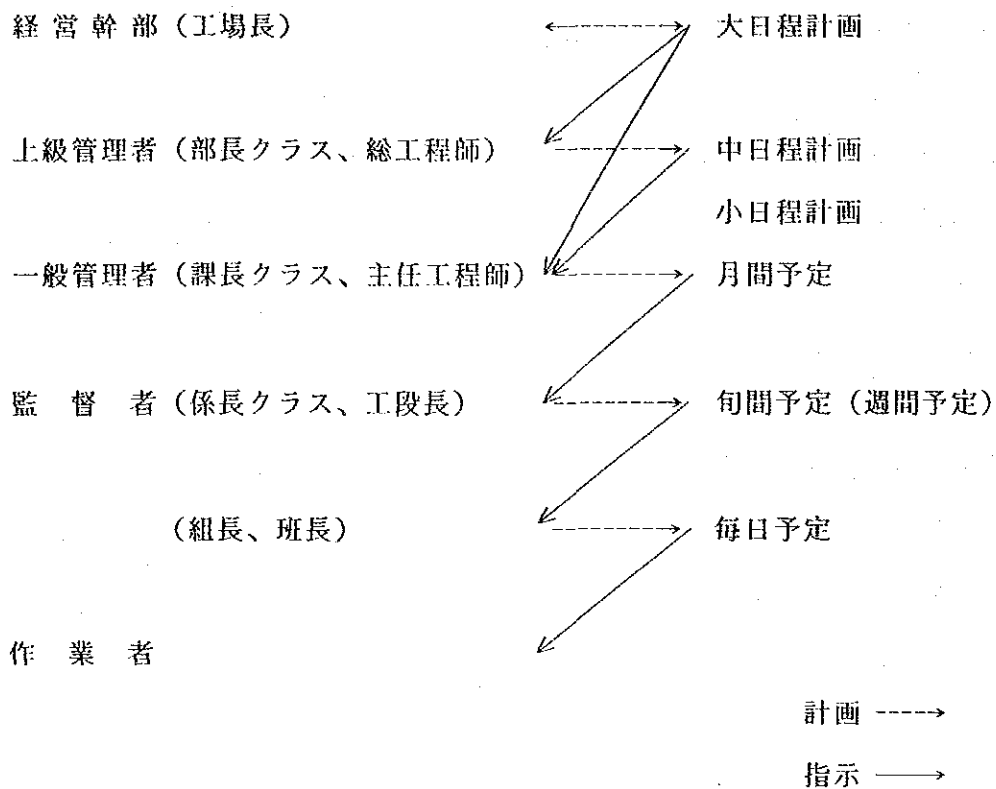 経営幹部（工場長） 大日程計画
上級管理者（部長クラス、総工程師） 中日程計画
小日程計画
一般管理者（課長クラス、主任工程師） 月間予定
監督者（係長クラス、工段長） 旬間予定（週間予定）
（組長、班長） 毎日予定
作業者
計画
指示